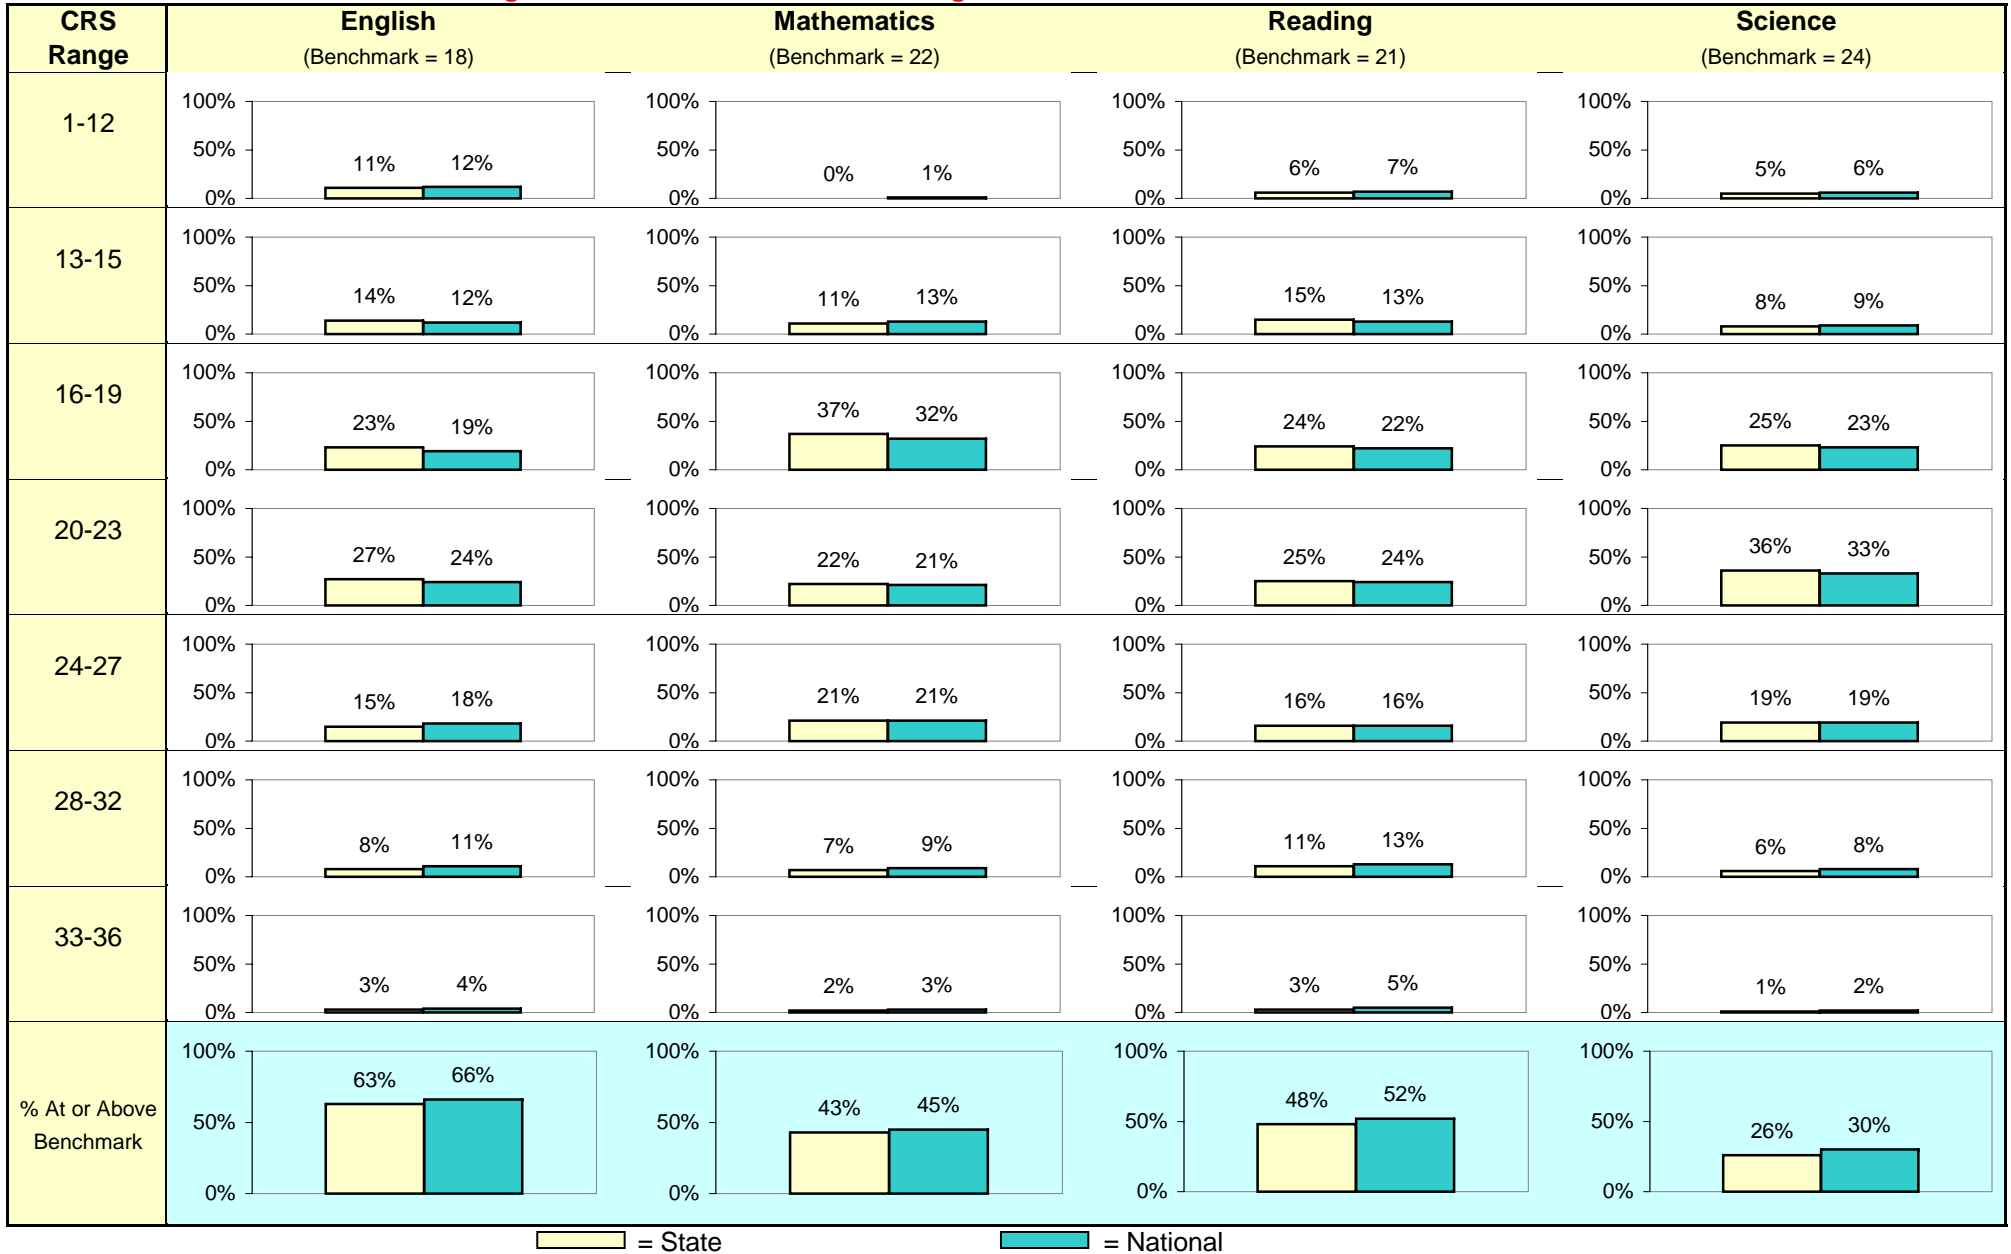 CRS Range English Mathematics Reading Science
(Benchmark = 18) (Benchmark = 22) (Benchmark = 21) (Benchmark = 24)
1-12
100% 100% 100% 100%
50% 11% 12% 50% 0% 1% 50% 6% 7% 50% 5% 6%
0% 0% 0% 0%
13-15
100% 100% 100% 100%
50% 14% 12% 50% 11% 13% 50% 15% 13% 50% 8% 9%
0% 0% 0% 0%
16-19
100% 100% 100% 100%
50% 23% 19% 50% 37% 32% 50% 24% 22% 50% 25% 23%
0% 0% 0% 0%
20-23
100% 100% 100% 100%
50% 27% 24% 50% 22% 21% 50% 25% 24% 50% 36% 33%
0% 0% 0% 0%
24-27
100% 100% 100% 100%
50% 15% 18% 50% 21% 21% 50% 16% 16% 50% 19% 19%
0% 0% 0% 0%
28-32
100% 100% 100% 100%
50% 8% 11% 50% 7% 9% 50% 11% 13% 50% 6% 8%
0% 0% 0% 0%
33-36
100% 100% 100% 100%
50% 3% 4% 50% 2% 3% 50% 3% 5% 50% 1% 2%
0% 0% 0% 0%
% At or Above
Benchmark
100% 100% 100% 100%
50% 63% 66% 50% 43% 45% 50% 48% 52% 50% 26% 30%
0% 0% 0% 0%
= State = National